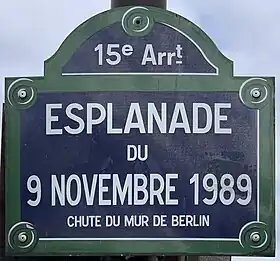 15e Arrt
ESPLANADE
DU
9 NOVEMBRE 1989
CHUTE DU MUR DE BERLIN